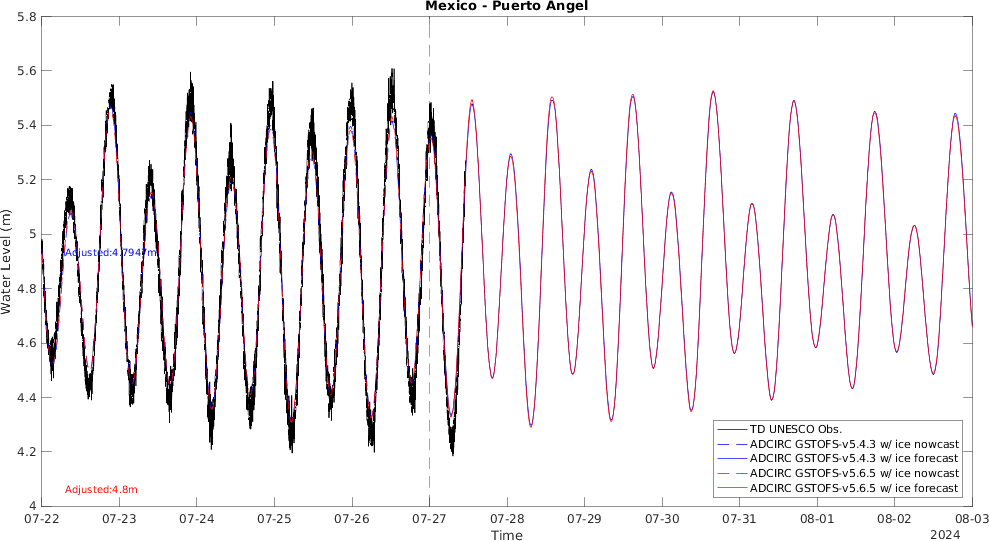 Mexico - Puerto Angel
5.8
5.6
5.4
5.2
5
4.8
4.6
4.4
4.2
4
Water Level (m)
Adjusted:4.7947m
Adjusted:4.8m
TD UNESCO Obs.
ADCIRC GSTOFS-v5.4.3 w/ ice nowcast
ADCIRC GSTOFS-v5.4.3 w/ ice forecast
ADCIRC GSTOFS-v5.6.5 w/ ice nowcast
ADCIRC GSTOFS-v5.6.5 w/ ice forecast
07-22 07-23 07-24 07-25 07-26 07-27 07-28 07-29 07-30 07-31 08-01 08-02 08-03
Time
2024